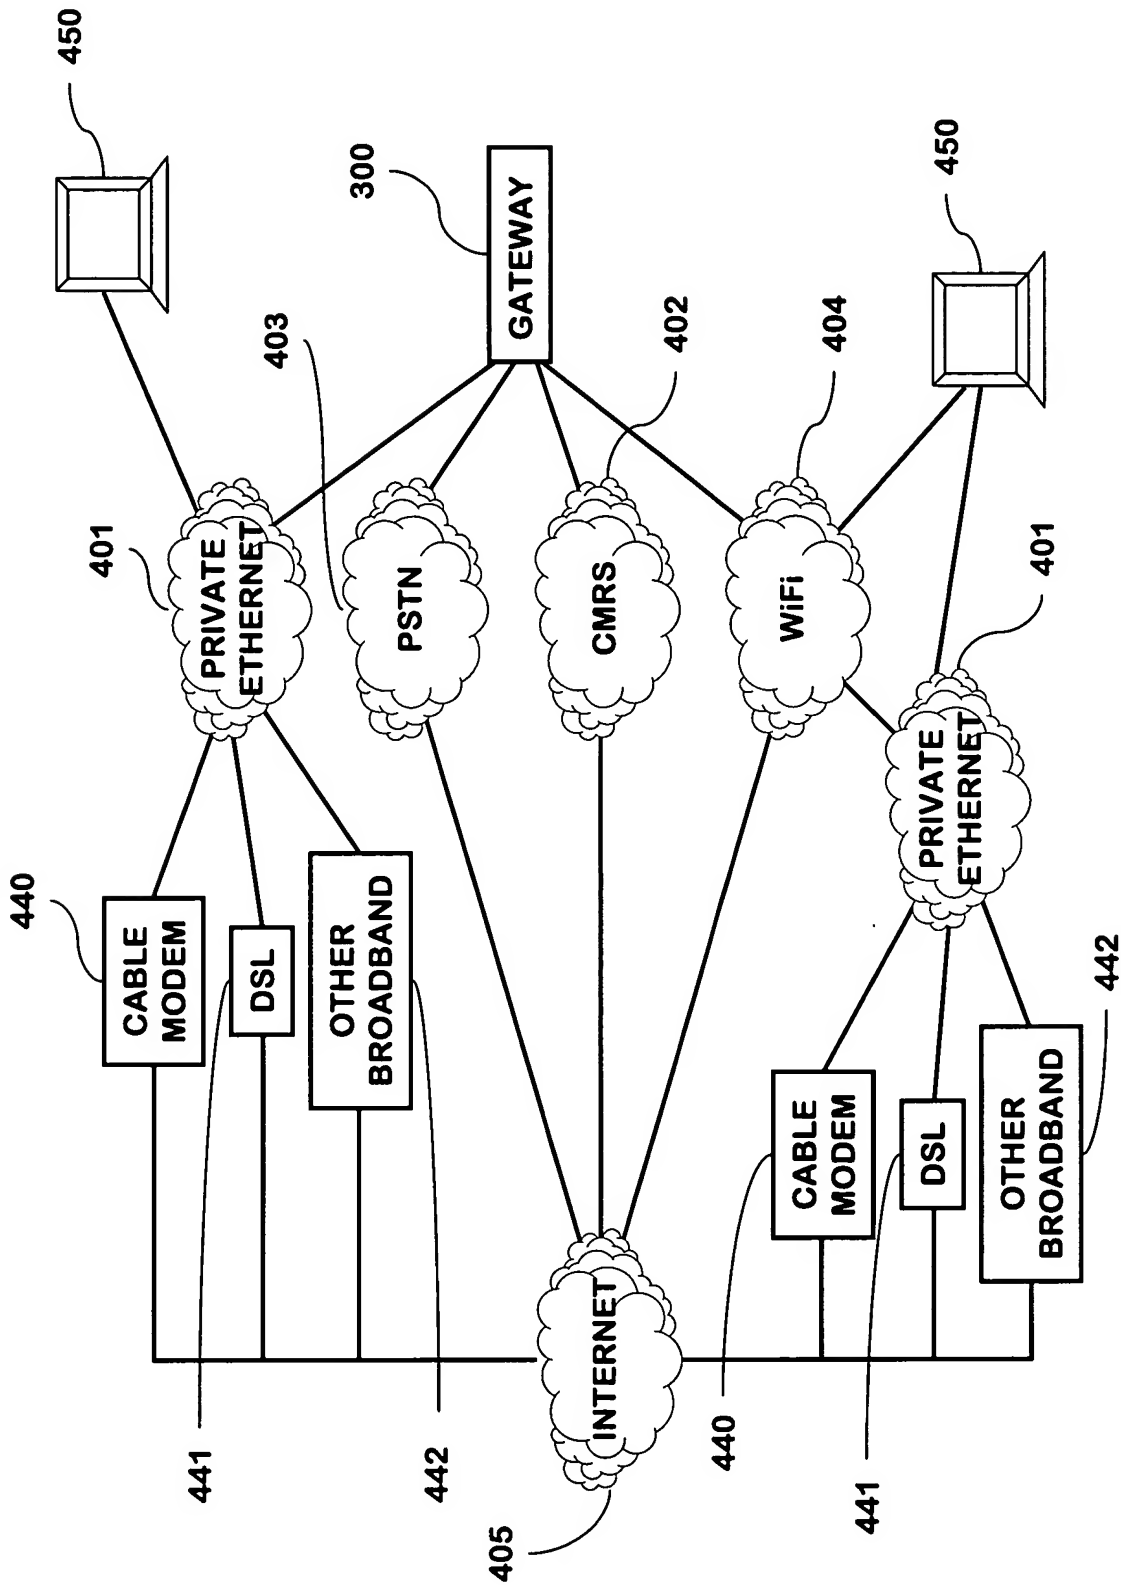 440
450
401
CABLE
MODEM
441
PRIVATE
ETHERNET
DSL
403
OTHER
BROADBAND
300
PSTN
442
405
GATEWAY
INTERNET
CMRS
402
440
WiFi
404
CABLE
MODEM
441
DSL
PRIVATE
ETHERNET
450
OTHER
BROADBAND
401
442